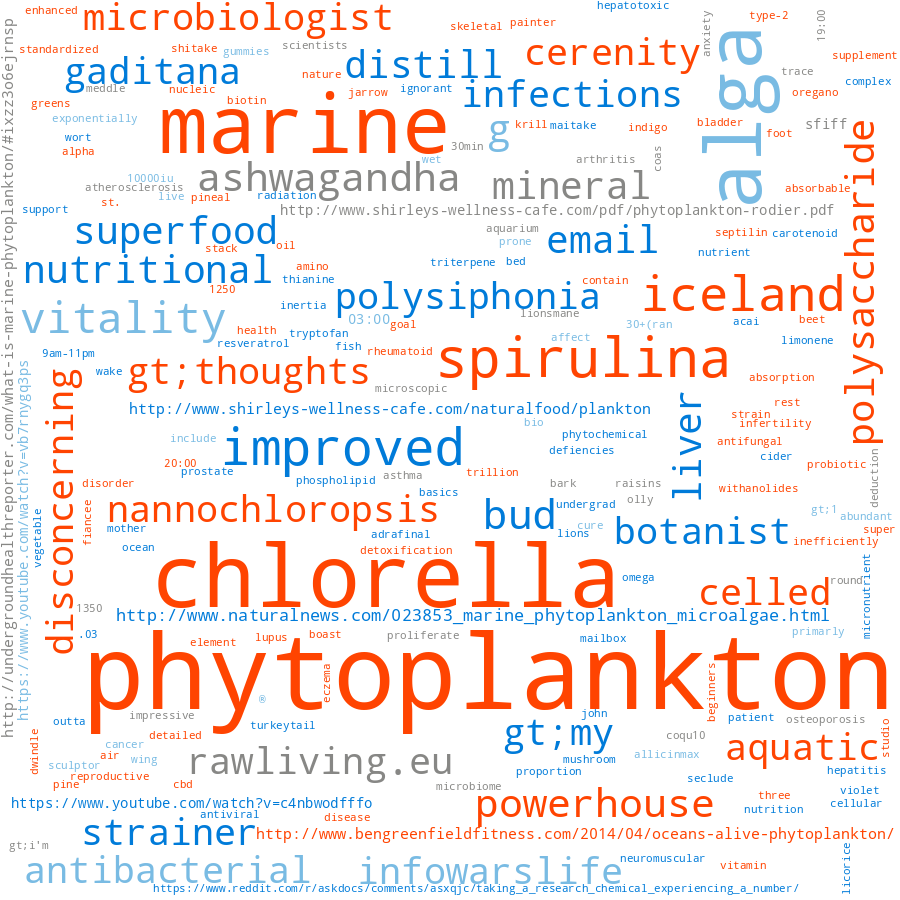 enhanced
microbiologist
skeletal
painter
hepatotoxic
type-2
anxiety
19:00
standardized
shitake
gummies
scientists
cerenity
supplement
gaditana
meddle
nucleic
nature
distill
ignorant
infections
trace
complex
greens
biotin
jarrow
alga
oregano
exponentially
marine
g
krill
maitake
indigo
bladder
foot
sfiff
wort
alpha
30min
wet
arthritis
coas
10000iu
atherosclerosis
ashwagandha
mineral
absorbable
st.
live
pineal
radiation
support
http://www.shirleys-wellness-cafe.com/pdf/phytoplankton-rodier.pdf
polysaccharide
superfood
stack
oil
aquarium
prone
email
septilin
carotenoid
nutrient
nutritional
amino
thianine
triterpene
bed
contain
1250
inertia
polysiphonia
iceland
vitality
03:00
lionsmane
30+(ran
acai
beet
health
tryptofan
goal
affect
limonene
resveratrol
fish
rheumatoid
spirulina
9am-11pm
wake
gt;thoughts
microscopic
absorption
http://www.shirleys-wellness-cafe.com/naturalfood/plankton
liver
rest
strain
infertility
disconcerning
include
improved
bio
phytochemical
defiencies
antifungal
cider
probiotic
20:00
prostate
phospholipid
asthma
trillion
bark
raisins
withanolides
deduction
disorder
basics
olly
fiancee
nannochloropsis
bud
undergrad
cure
lions
botanist
gt;1
abundant
super
inefficiently
mother
adrafinal
vegetable
ocean
detoxification
chlorella
omega
celled
round
micronutrient
1350
http://www.naturalnews.com/023853_marine_phytoplankton_microalgae.html
.03
element
lupus
boast
proliferate
mailbox
primarly
phytoplankton
eczema
®
beginners
http://undergroundhealthreporter.com/what-is-marine-phytoplankton/#ixzz3o6ejrnsp
https://www.youtube.com/watch?v=vb7rnygq3ps
outta
impressive
turkeytail
john
patient
osteoporosis
detailed
gt;my
coqu10
studio
dwindle
cancer
air
wing
rawliving.eu
allicinmax
aquatic
sculptor
reproductive
mushroom
proportion
seclude
hepatitis
pine
cbd
microbiome
violet
https://www.youtube.com/watch?v=c4nbwodfffo
antiviral
disease
powerhouse
three
nutrition
cellular
strainer
http://www.bengreenfieldfitness.com/2014/04/oceans-alive-phytoplankton/
gt;i'm
antibacterial
infowarslife
neuromuscular
vitamin
licorice
https://www.reddit.com/r/askdocs/comments/asxqjc/taking_a_research_chemical_experiencing_a_number/